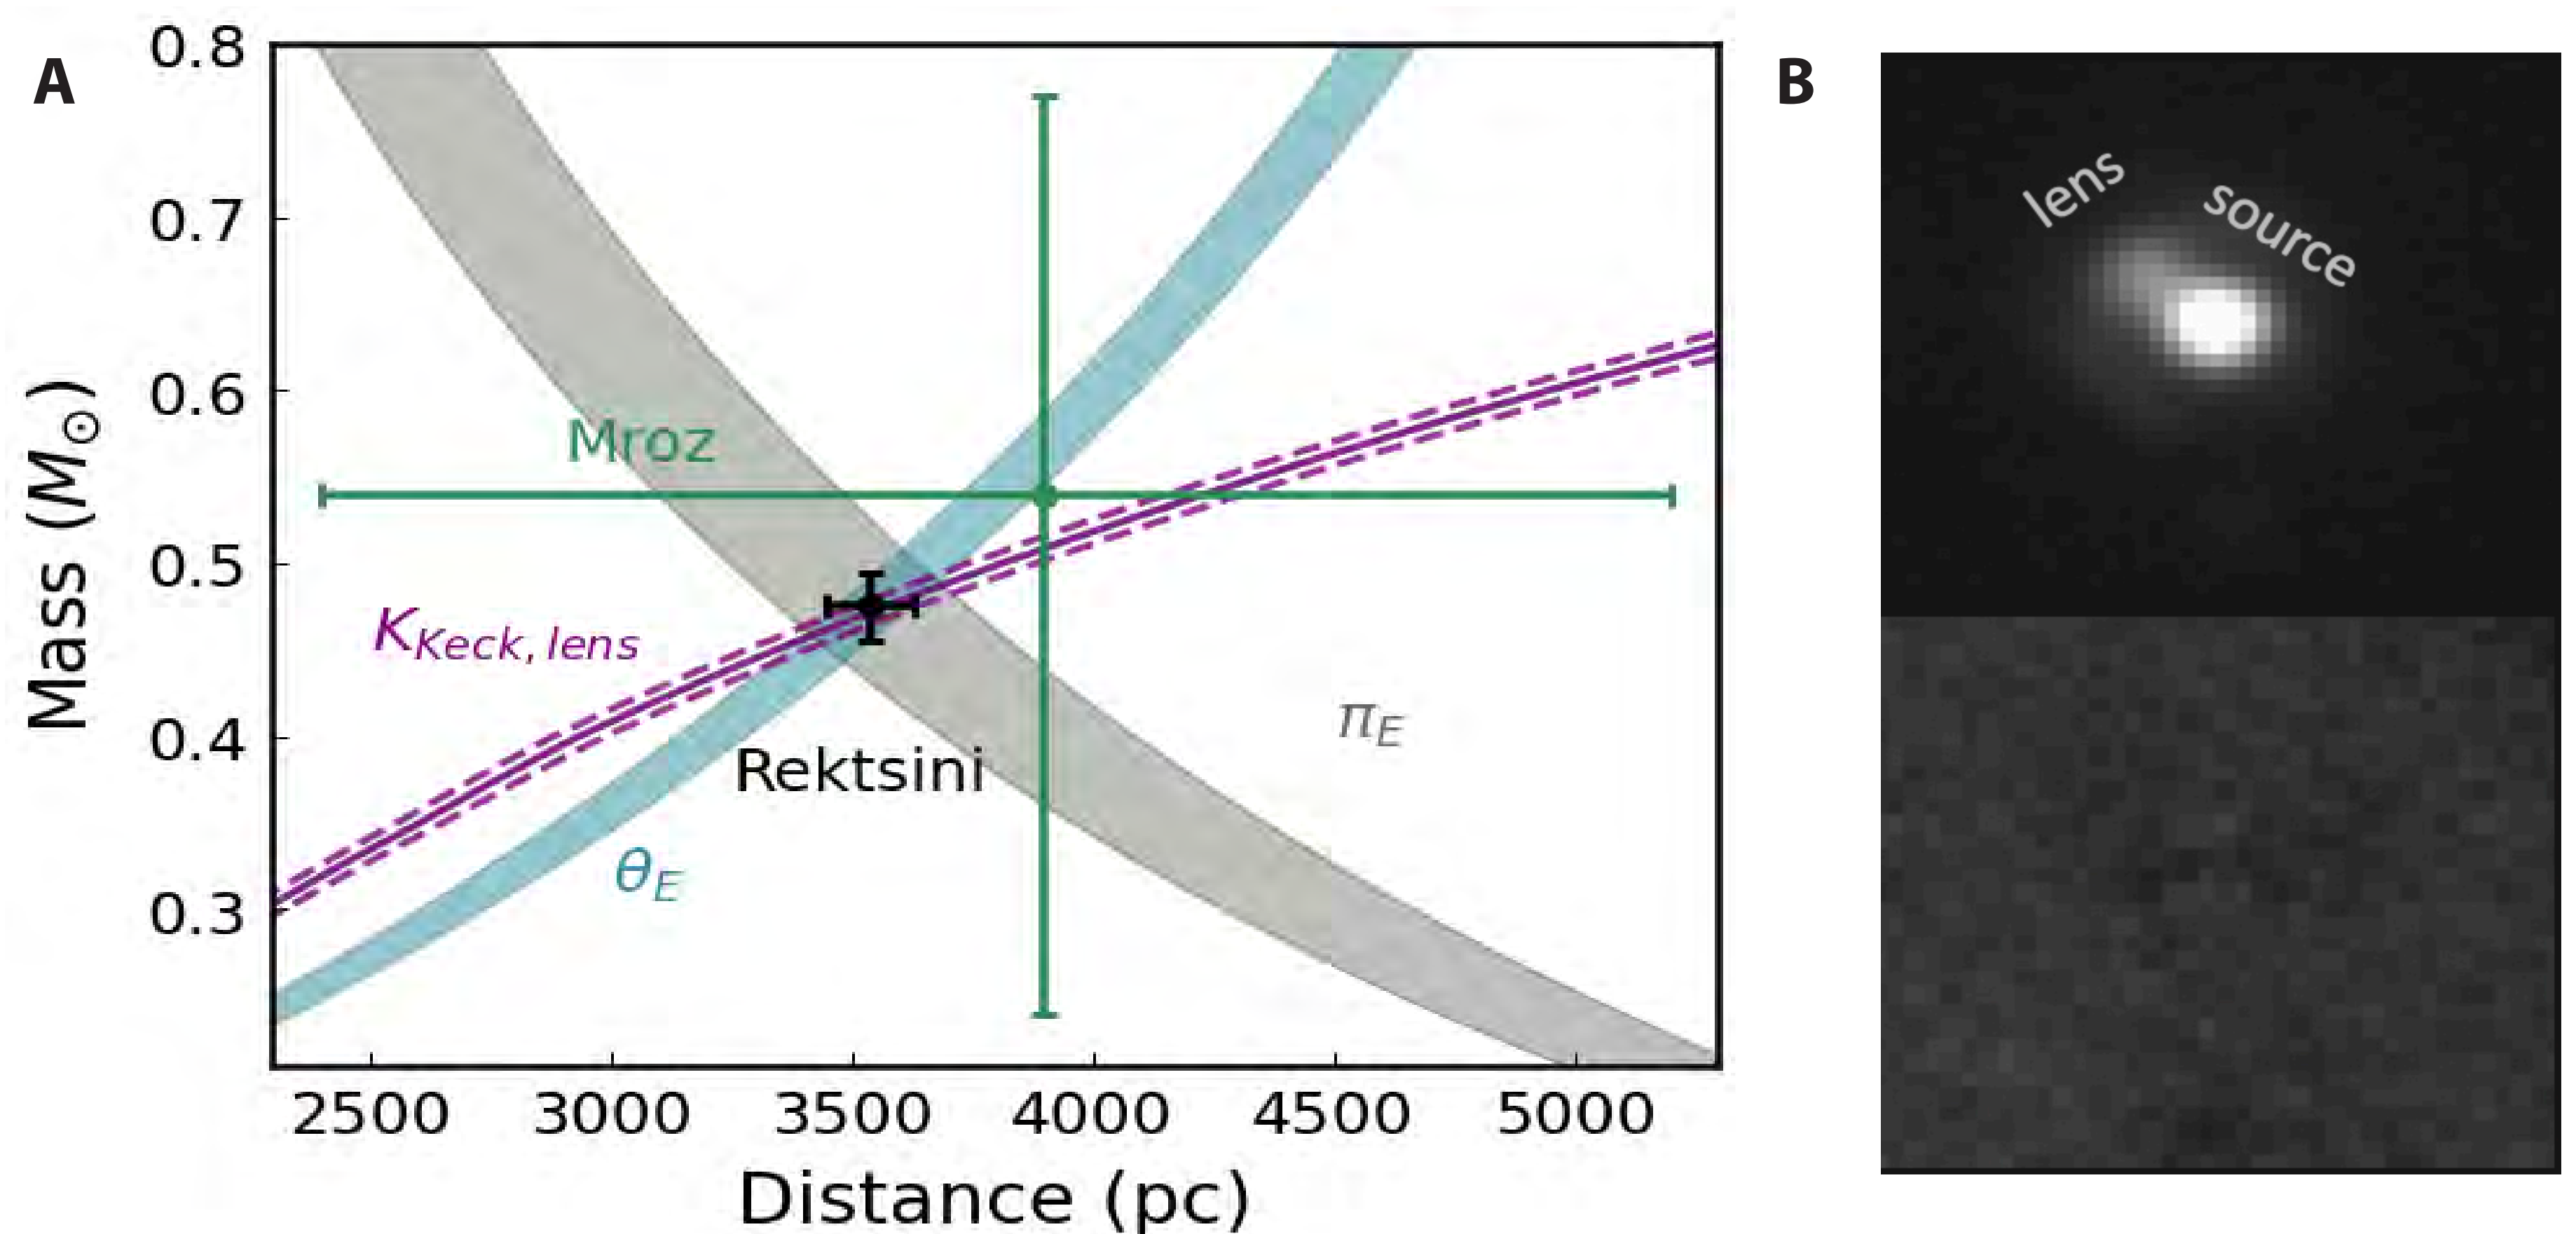 A
0.8
0.7
0.6
0.5
0.4
0.3
Mass (M⊙)
Mroz
K_Keck, lens
Rektsini
θ_E
π_E
2500 3000 3500 4000 4500 5000
Distance (pc)
B
lens
source